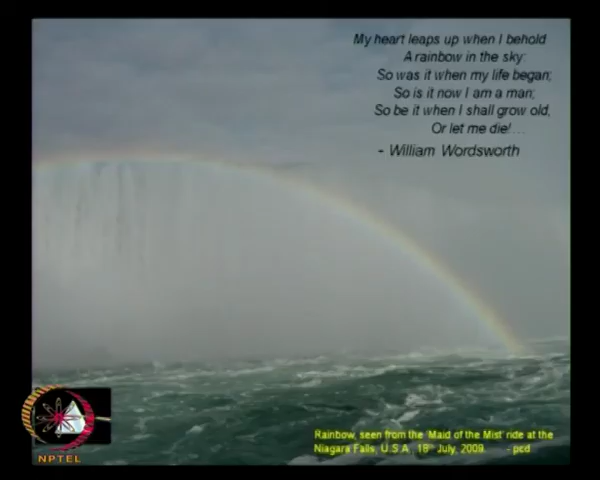 My heart leaps up when I behold
A rainbow in the sky:
So was it when my life began;
So is it now I am a man;
So be it when I shall grow old,
Or let me die!...
- William Wordsworth
Rainbow, seen from the 'Maid of the Mist' ride at the
Niagara Falls, U.S.A. 18th July, 2009. - pcd
NPTEL